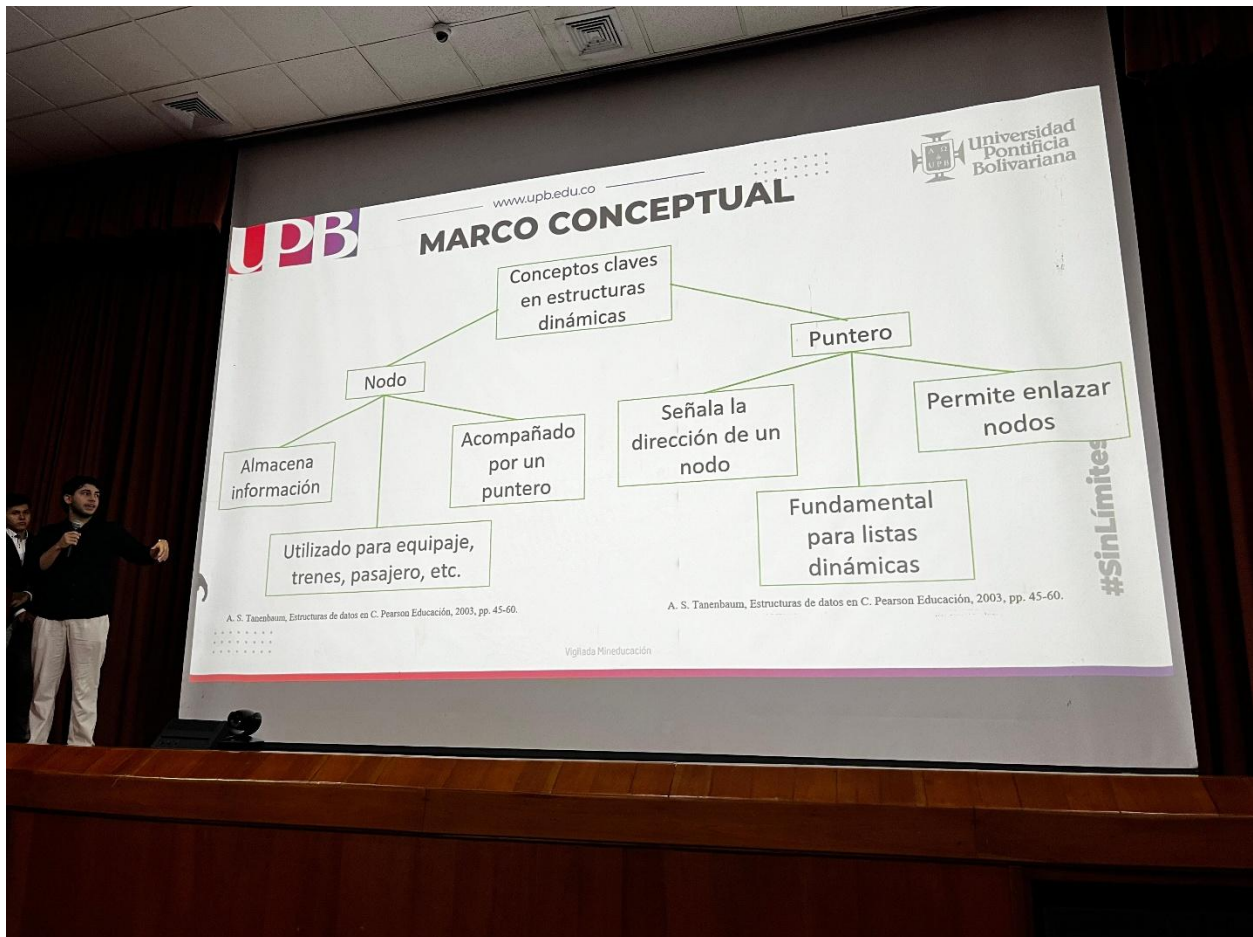 Universidad
Pontificia
Bolivariana
www.upb.edu.co
UPB
MARCO CONCEPTUAL
Conceptos claves
en estructuras
dinámicas
Nodo
Almacena
información
Utilizado para equipaje,
trenes, pasajero, etc.
Acompañado
por un
puntero
Puntero
Señala la
dirección de un
nodo
Fundamental
para listas
dinámicas
Permite enlazar
nodos
#SinLímites
A. S. Tanenbaum, Estructuras de datos en C. Pearson Educación, 2003, pp. 45-60.
A. S. Tanenbaum, Estructuras de datos en C. Pearson Educación, 2003, pp. 45-60.
Vigilada Mineducación